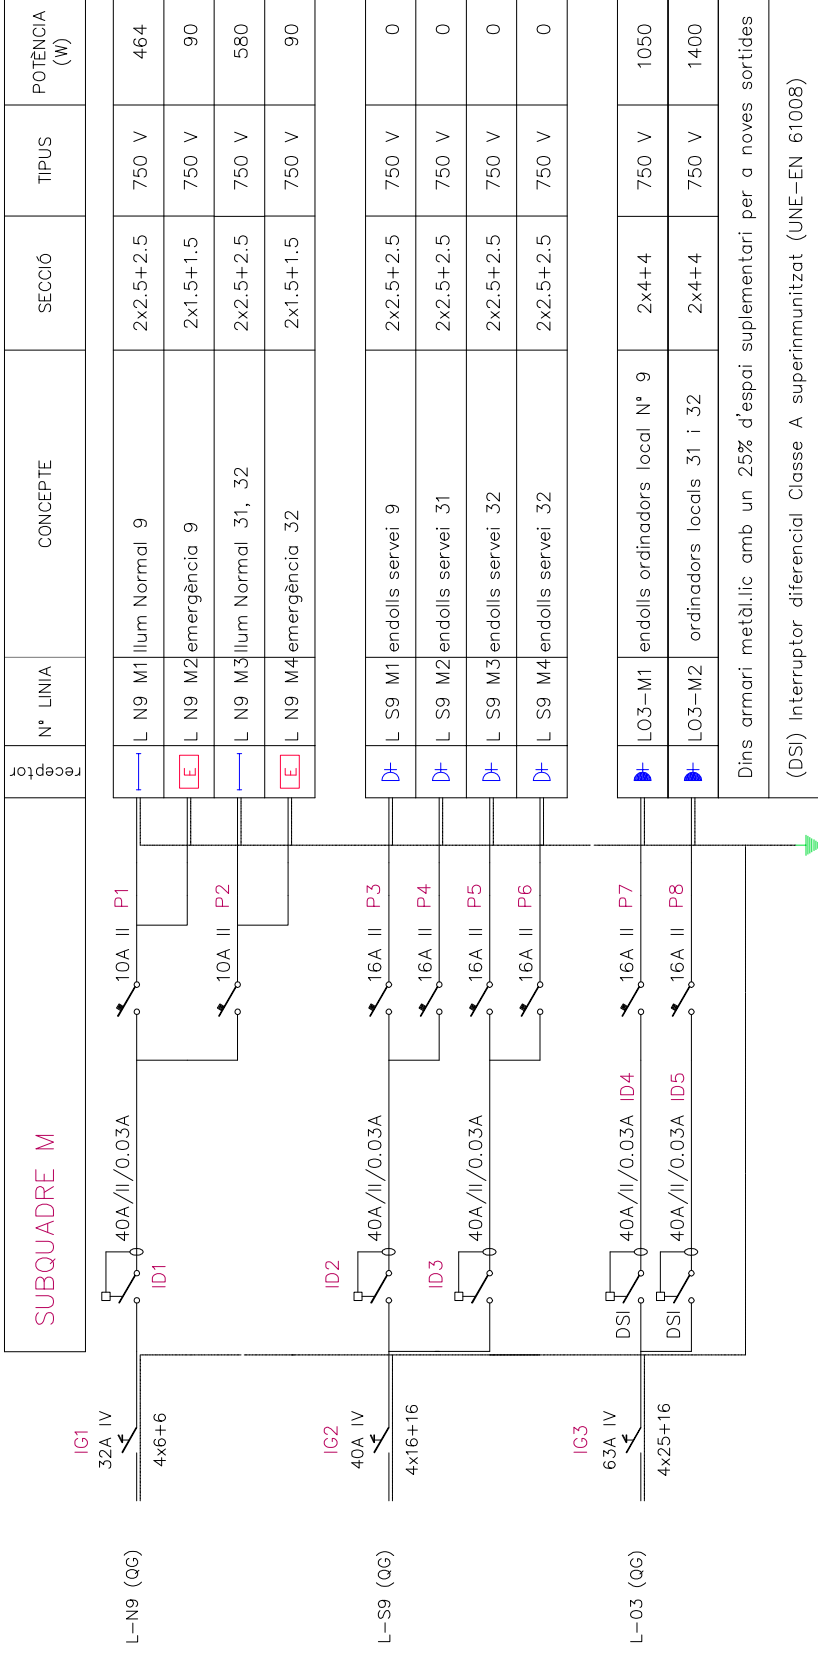 SUBQUADRE M
receptor
Nº LINIA
CONCEPTE
SECCIÓ
TIPUS
POTÈNCIA
(W)
L-N9 (QG)
IG1
32A IV
4x6+6
ID1
40A/II/0.03A
10A II P1
L N9 M1 llum Normal 9 2x2.5+2.5 750 V 464
E L N9 M2 emergència 9 2x1.5+1.5 750 V 90
10A II P2
L N9 M3 llum Normal 31, 32 2x2.5+2.5 750 V 580
E L N9 M4 emergència 32 2x1.5+1.5 750 V 90
L-S9 (QG)
IG2
40A IV
4x16+16
ID2
40A/II/0.03A
16A II P3
L S9 M1 endolls servei 9 2x2.5+2.5 750 V 0
16A II P4
L S9 M2 endolls servei 31 2x2.5+2.5 750 V 0
ID3
40A/II/0.03A
16A II P5
L S9 M3 endolls servei 32 2x2.5+2.5 750 V 0
16A II P6
L S9 M4 endolls servei 32 2x2.5+2.5 750 V 0
L-03 (QG)
IG3
63A IV
4x25+16
DSI
40A/II/0.03A ID4
16A II P7
LO3-M1 endolls ordinadors local Nº 9 2x4+4 750 V 1050
DSI
40A/II/0.03A ID5
16A II P8
LO3-M2 ordinadors locals 31 i 32 2x4+4 750 V 1400
Dins armari metàl.lic amb un 25% d'espai suplementari per a noves sortides
(DSI) Interruptor diferencial Classe A superinmunitzat (UNE-EN 61008)